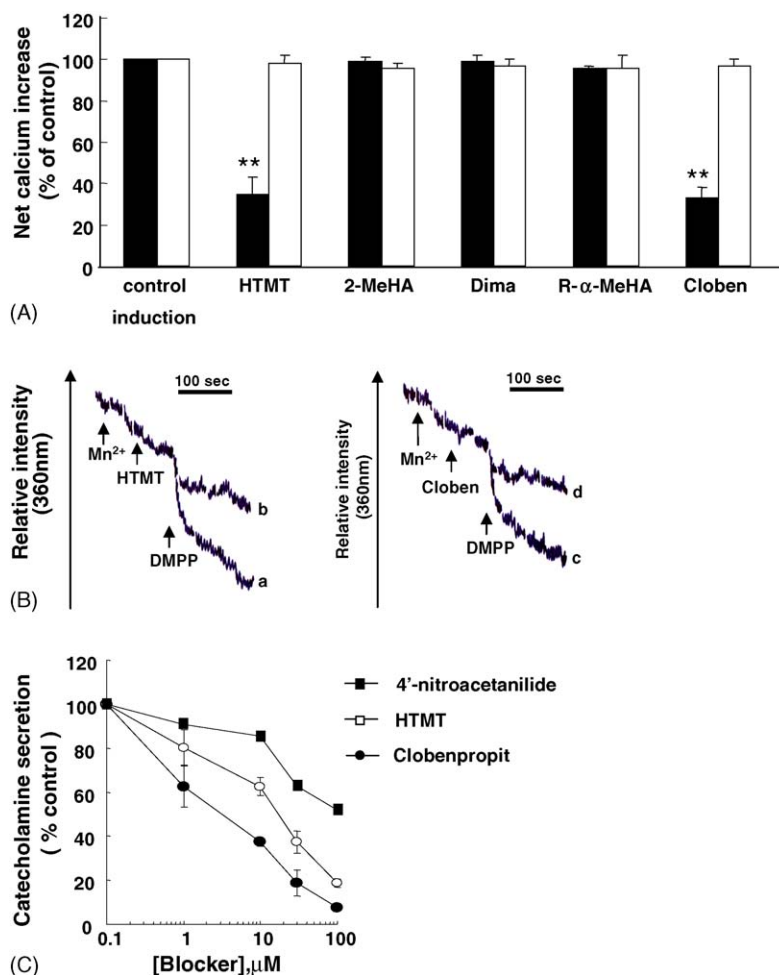 120
100
80
60
40
20
0
Net calcium increase
(% of control)
**
**
control
induction
HTMT
2-MeHA
Dima
R-α-MeHA
Cloben
(A)
Relative intensity
(360nm)
100 sec
Mn²⁺
HTMT
DMPP
b
a
Relative intensity
(360nm)
100 sec
Mn²⁺
Cloben
DMPP
d
c
(B)
120
100
80
60
40
20
0
Catecholamine secretion
( % control )
0.1 1 10 100
[Blocker],μM
4'-nitroacetanilide
HTMT
Clobenpropit
(C)